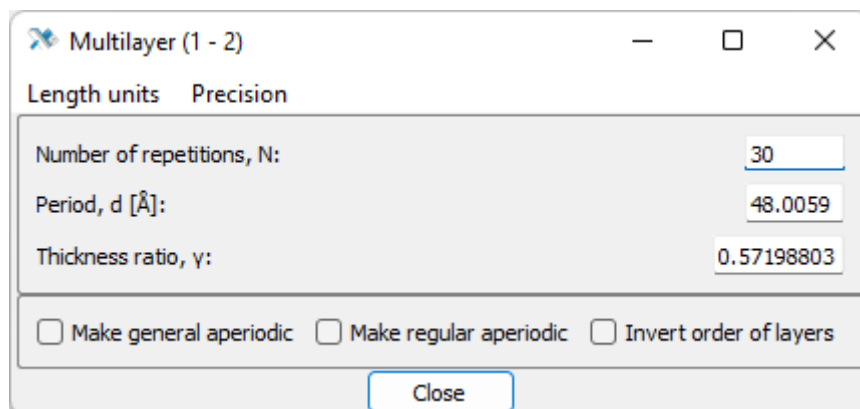 Multilayer (1 - 2)
Length units Precision
Number of repetitions, N: 30
Period, d [Å]: 48.0059
Thickness ratio, γ: 0.57198803
Make general aperiodic Make regular aperiodic Invert order of layers
Close